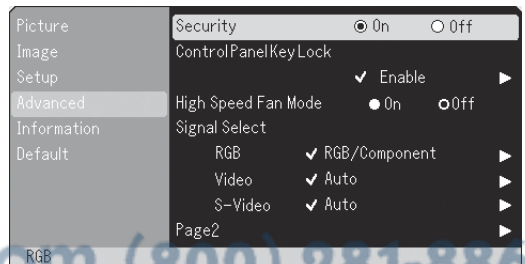 Picture
Image
Setup
Advanced
Information
Default
Security On Off
ControlPanelKeyLock
Enable
High Speed Fan Mode On Off
Signal Select
RGB RGB/Component
Video Auto
S-Video Auto
Page2
RGB